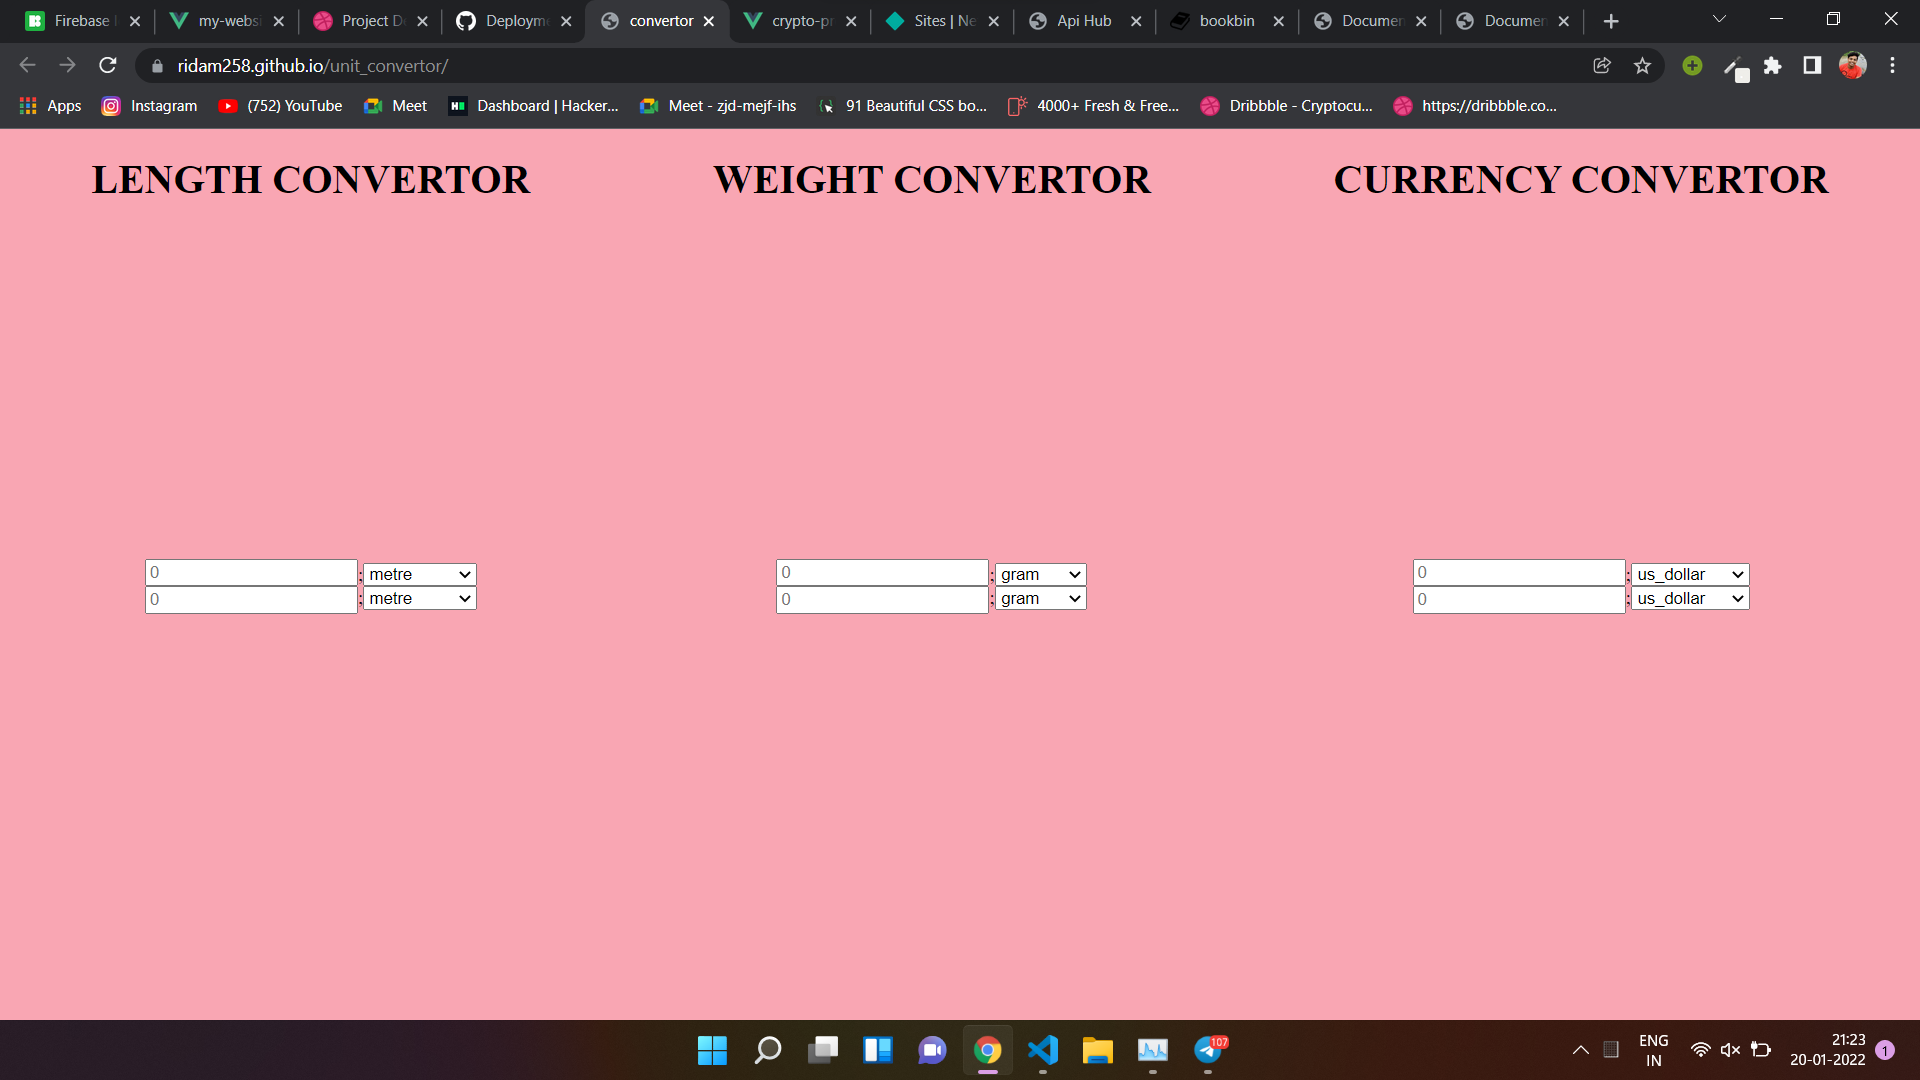 Firebase
my-websi
Project De
Deployme
convertor
crypto-pr
Sites | Ne
Api Hub
bookbin
Documen
Documen
ridam258.github.io/unit_convertor/
Apps
Instagram
(752) YouTube
Meet
Dashboard | Hacker...
Meet - zjd-mejf-ihs
91 Beautiful CSS bo...
4000+ Fresh & Free...
Dribbble - Cryptocu...
https://dribbble.co...
LENGTH CONVERTOR
WEIGHT CONVERTOR
CURRENCY CONVERTOR
0 ; metre
0 ; metre
0 ; gram
0 ; gram
0 ; us_dollar
0 ; us_dollar
107
ENG
IN
21:23
20-01-2022
1